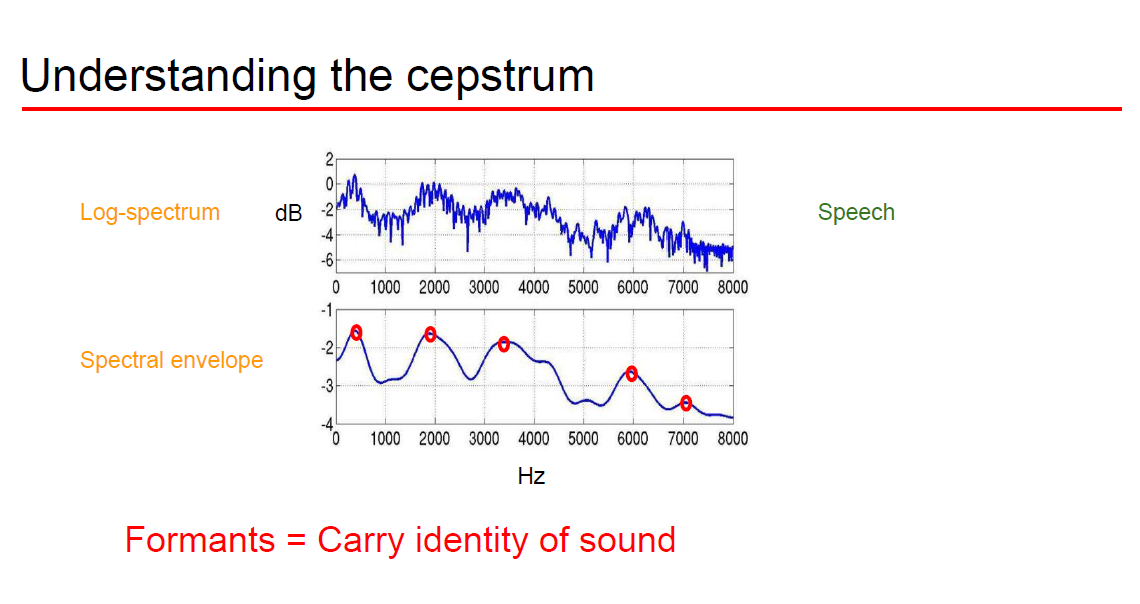 Understanding the cepstrum
Log-spectrum
dB
2
0
-2
-4
-6
0 1000 2000 3000 4000 5000 6000 7000 8000
Speech
Spectral envelope
-1
-2
-3
-4
0 1000 2000 3000 4000 5000 6000 7000 8000
Hz
Formants = Carry identity of sound